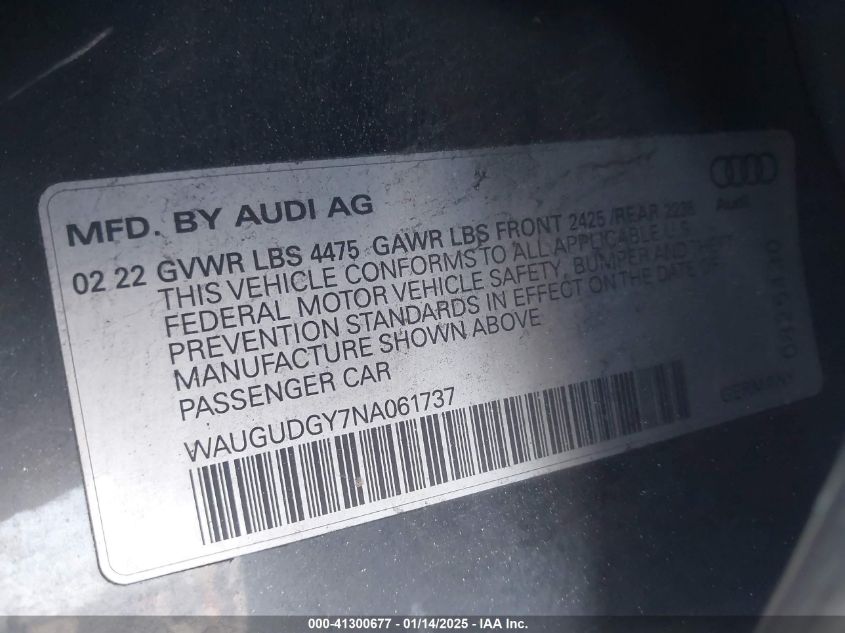 MFD. BY AUDI AG
Audi
02 22 GVWR LBS 4475 GAWR LBS FRONT 2425 /REAR
THIS VEHICLE CONFORMS TO ALL APPLICABLE U.S.
FEDERAL MOTOR VEHICLE SAFETY, BUMPER AND THEFT
PREVENTION STANDARDS IN EFFECT ON THE DATE OF
MANUFACTURE SHOWN ABOVE
PASSENGER CAR
WAUGUDGY7NA061737
GERMANY
000-41300677 - 01/14/2025 - IAA Inc.